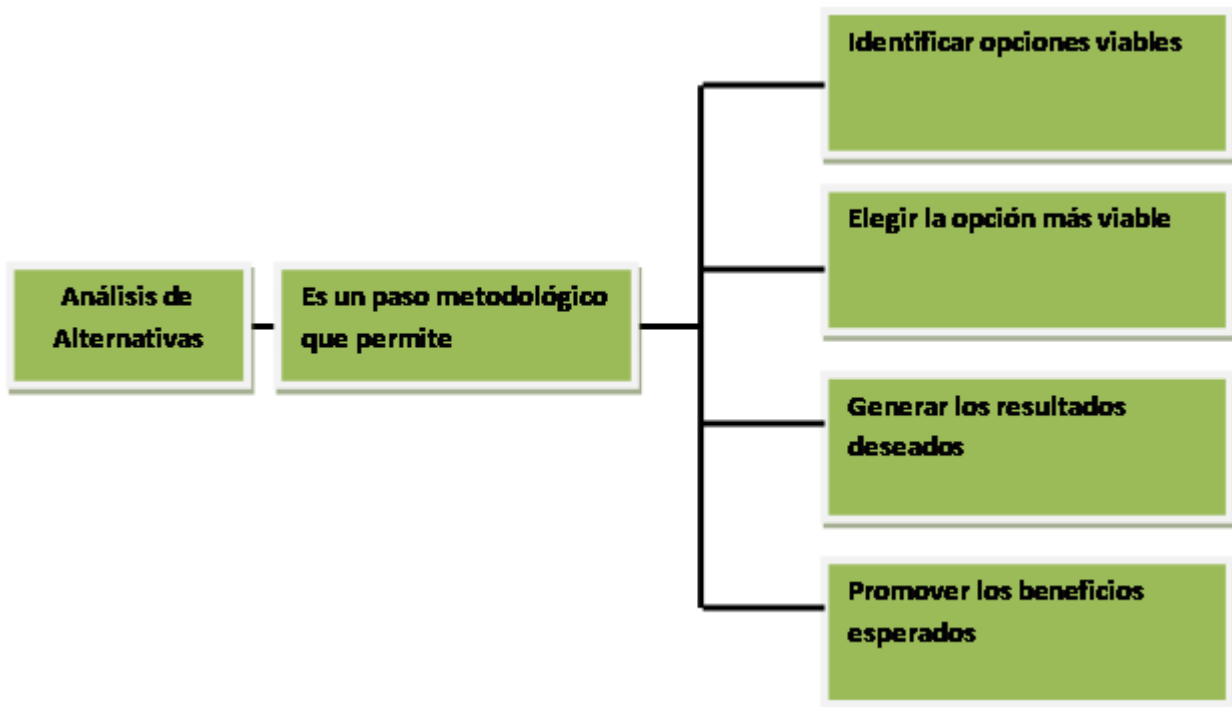 Análisis de
Alternativas
Es un paso metodológico
que permite
Identificar opciones viables
Elegir la opción más viable
Generar los resultados
deseados
Promover los beneficios
esperados